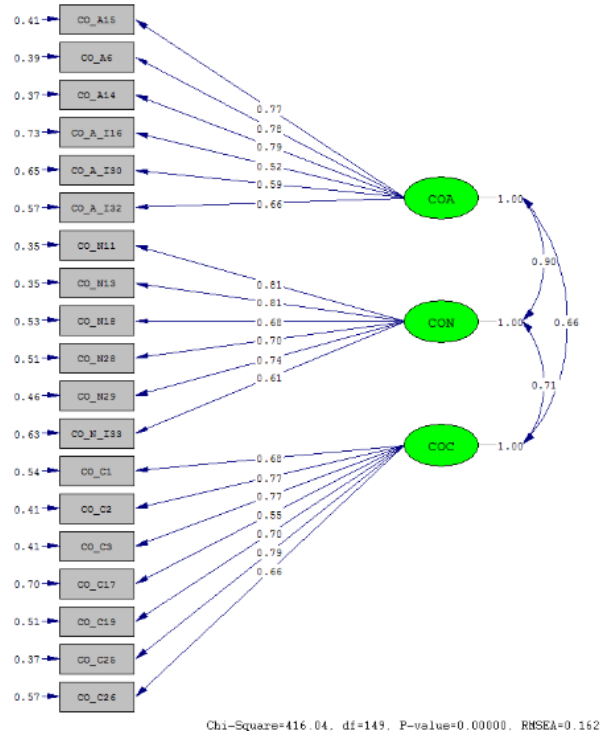 0.41 CO_A15
0.39 CO_A6
0.37 CO_A14
0.73 CO_A_I16
0.65 CO_A_I30
0.57 CO_A_I32
0.35 CO_N11
0.35 CO_N13
0.53 CO_N18
0.51 CO_N28
0.46 CO_N29
0.63 CO_N_I33
0.54 CO_C1
0.41 CO_C2
0.41 CO_C3
0.70 CO_C17
0.51 CO_C19
0.37 CO_C25
0.57 CO_C26
0.77
0.78
0.79
0.52
0.59
0.66
0.81
0.81
0.68
0.70
0.74
0.61
0.68
0.77
0.77
0.55
0.70
0.79
0.66
COA 1.00
CON 1.00
COC 1.00
0.90
0.66
0.71
Chi-Square=416.04, df=149, P-value=0.00000, RMSEA=0.162